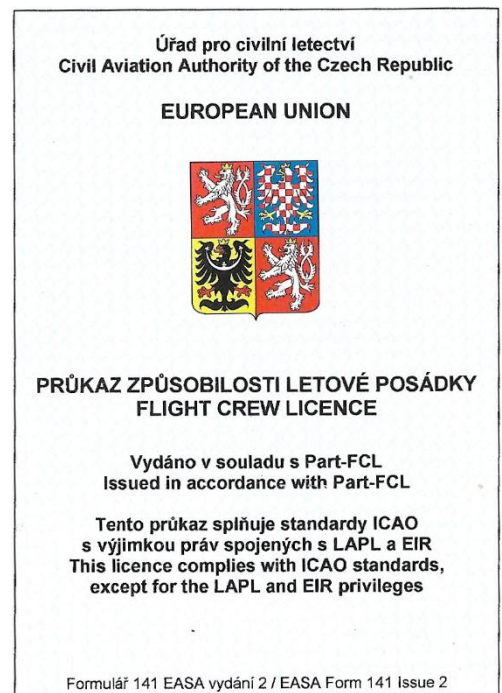 Úřad pro civilní letectví
Civil Aviation Authority of the Czech Republic
EUROPEAN UNION
PRŮKAZ ZPŮSOBILOSTI LETOVÉ POSÁDKY
FLIGHT CREW LICENCE
Vydáno v souladu s Part-FCL
Issued in accordance with Part-FCL
Tento průkaz splňuje standardy ICAO
s výjimkou práv spojených s LAPL a EIR
This licence complies with ICAO standards,
except for the LAPL and EIR privileges
Formulář 141 EASA vydání 2 / EASA Form 141 Issue 2